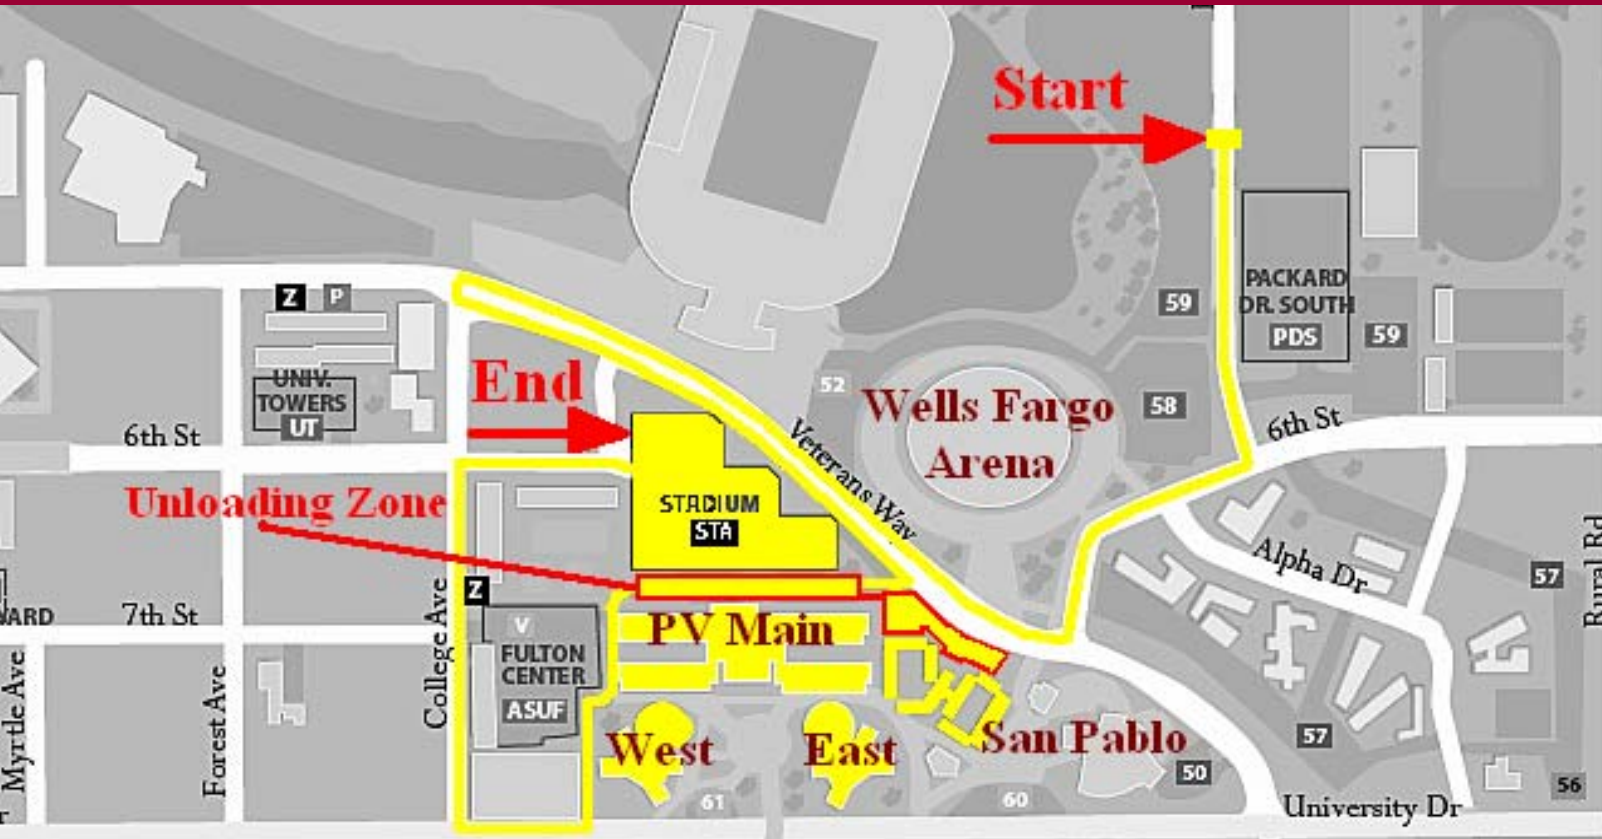 Start
PACKARD
DR. SOUTH
PDS
59
59
Z
P
UNIV.
TOWERS
UT
End
52
Wells Fargo
Arena
58
6th St
6th St
Veterans Way
STADIUM
STA
Unloading Zone
Alpha Dr
57
Rural Rd
Z
7th St
College Ave
V
FULTON
CENTER
ASUF
PV Main
West
East
San Pablo
57
50
Myrtle Ave
Forest Ave
61
60
56
University Dr